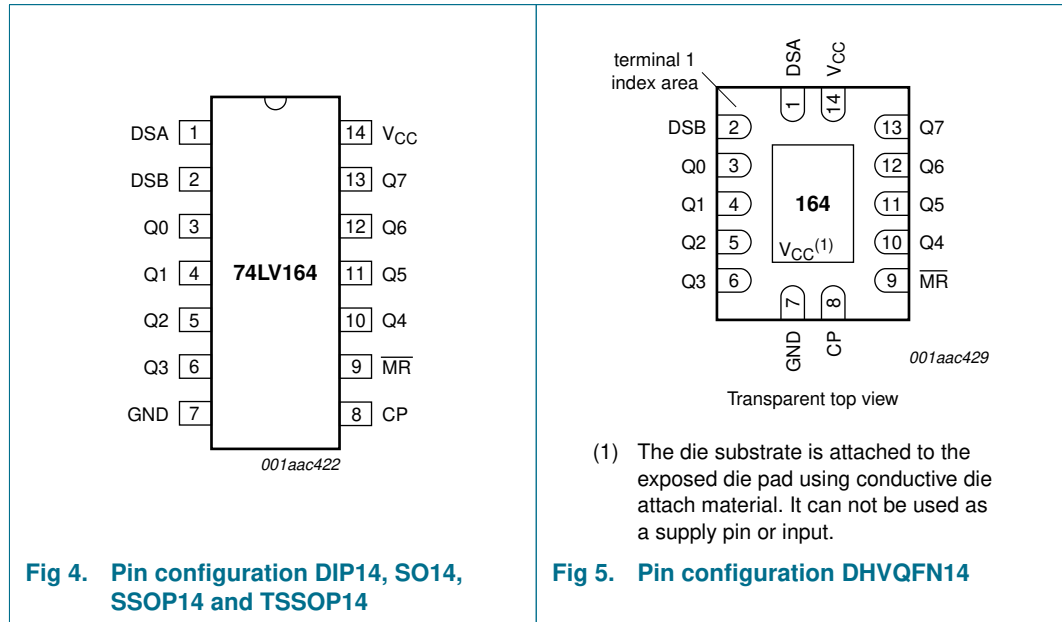 DSA 1
14 VCC
DSB 2
13 Q7
Q0 3
12 Q6
Q1 4
74LV164
11 Q5
Q2 5
10 Q4
Q3 6
9 MR
GND 7
8 CP
001aac422
Fig 4. Pin configuration DIP14, SO14,
SSOP14 and TSSOP14
terminal 1
index area
DSA
VCC
1
14
DSB 2
13 Q7
Q0 3
12 Q6
Q1 4
164
11 Q5
Q2 5
VCC(1)
10 Q4
Q3 6
9 MR
7
8
GND
CP
001aac429
Transparent top view
(1) The die substrate is attached to the
exposed die pad using conductive die
attach material. It can not be used as
a supply pin or input.
Fig 5. Pin configuration DHVQFN14